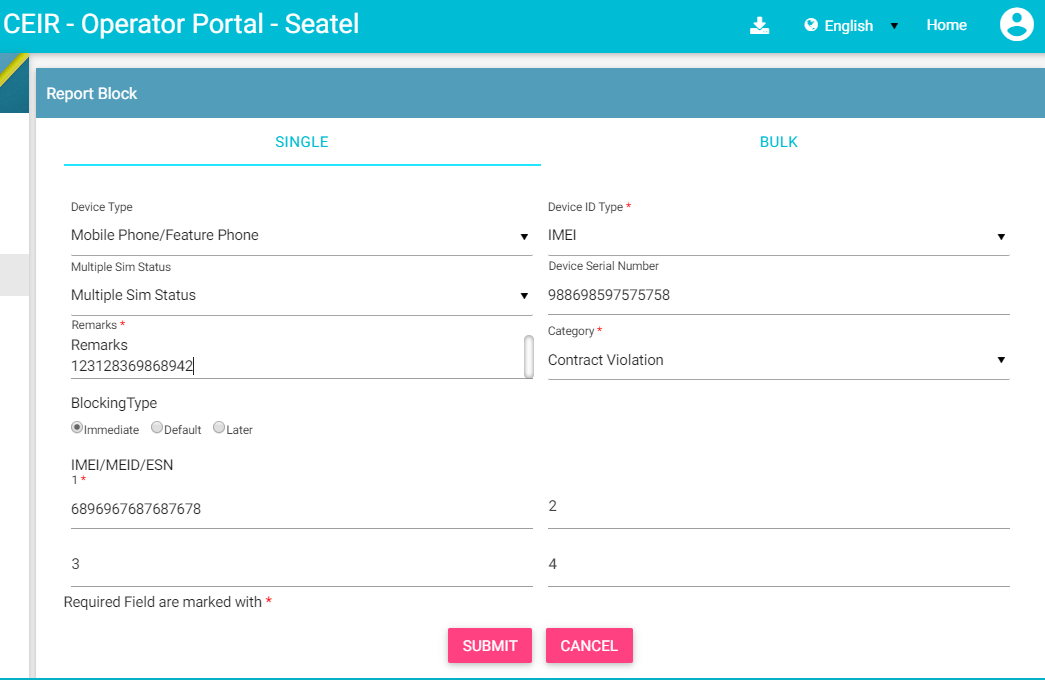 CEIR - Operator Portal - Seatel
English
Home
Report Block
SINGLE
BULK
Device Type
Device ID Type *
Mobile Phone/Feature Phone
IMEI
Multiple Sim Status
Device Serial Number
Multiple Sim Status
988698597575758
Remarks *
Category *
Remarks
123128369868942
Contract Violation
BlockingType
Immediate Default Later
IMEI/MEID/ESN
1 *
6896967687687678
2
3
4
Required Field are marked with *
SUBMIT
CANCEL